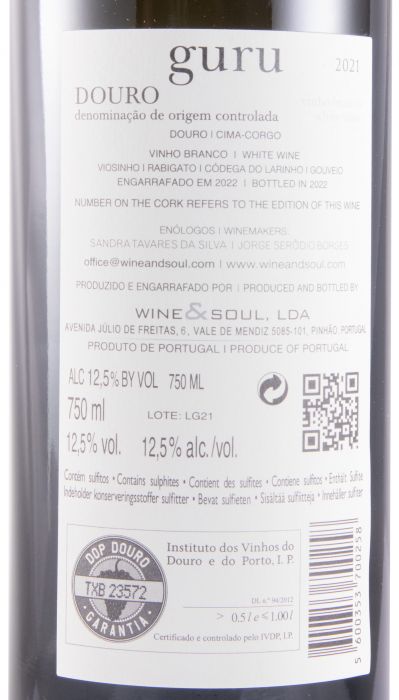 guru
2021
DOURO
denominação de origem controlada
DOURO | CIMA-CORGO
VINHO BRANCO | WHITE WINE
VIOSINHO | RABIGATO | CÓDEGA DO LARINHO | GOUVEIO
ENGARRAFADO EM 2022 | BOTTLED IN 2022
NUMBER ON THE CORK REFERS TO THE EDITION OF THIS WINE
ENÓLOGOS | WINEMAKERS.
SANDRA TAVARES DA SILVA | JORGE SERÔDIO BORGES
office@wineandsoul.com | www.wineandsoul.com
PRODUZIDO E ENGARRAFADO POR | PRODUCED AND BOTTLED BY
WINE & SOUL, LDA
AVENIDA JÚLIO DE FREITAS, 6, VALE DE MENDIZ 5085-101, PINHÃO, PORTUGAL
PRODUTO DE PORTUGAL | PRODUCE OF PORTUGAL
ALC 12,5% BY VOL 750 ML
750 ml LOTE: LG21
12,5% vol. 12,5% alc./vol.
Contém sulfitos • Contains sulphites • Contient des sulfites • Contiene sulfitos • Enthält Sulfite
Indeholder konserveringsstoffer sulfitter • Bevat sulfieten • Sisältää sulfiitteja • Innehåller sulfiter
DOP DOURO
TXB 23572
GARANTIA
Instituto dos Vinhos do
Douro e do Porto, I. P.
DL n.º 94/2012
> 0.5 l e ≤ 1.00 l
Certificado e controlado pelo IVDP, I.P.
5 600353 700258